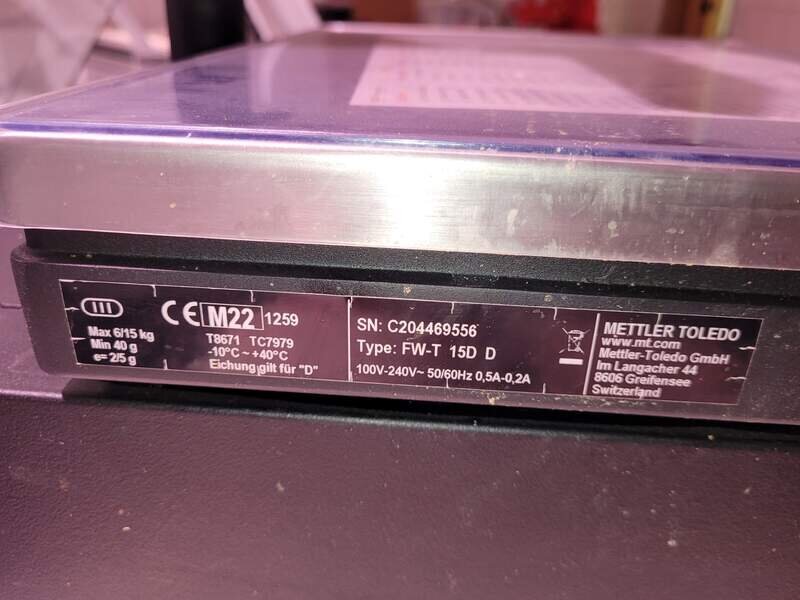 III
Max 6/15 kg
Min 40 g
e= 2/5 g
CE M22 1259
T8671 TC7979
-10°C ~ +40°C
Eichung gilt für "D"
SN: C204469556
Type: FW-T 15D D
100V-240V~ 50/60Hz 0,5A-0,2A
METTLER TOLEDO
www.mt.com
Mettler-Toledo GmbH
Im Langacher 44
8606 Greifensee
Switzerland